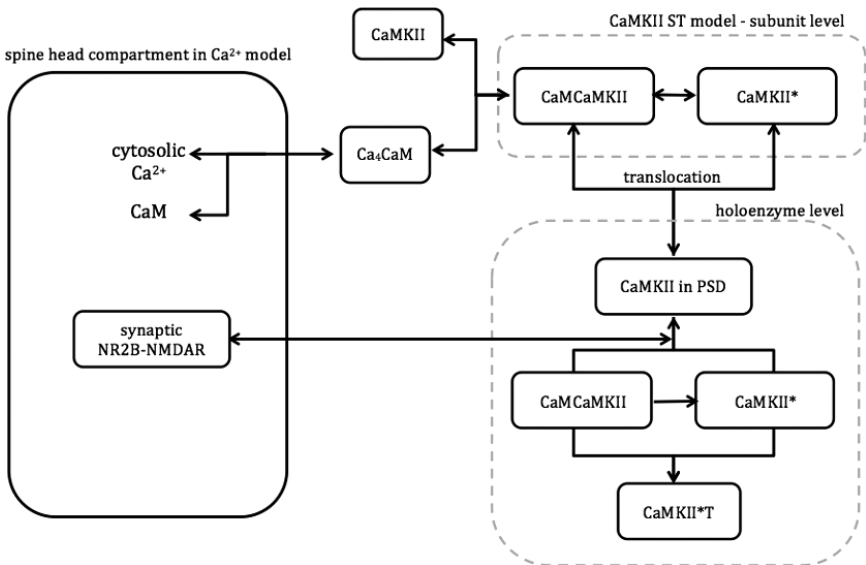 CaMKII ST model - subunit level
CaMKII
spine head compartment in Ca²⁺ model
CaMCaMKII
CaMKII*
cytosolic
Ca²⁺
Ca₄CaM
CaM
translocation
holoenzyme level
CaMKII in PSD
synaptic
NR2B-NMDAR
CaMCaMKII
CaMKII*
CaMKII*T